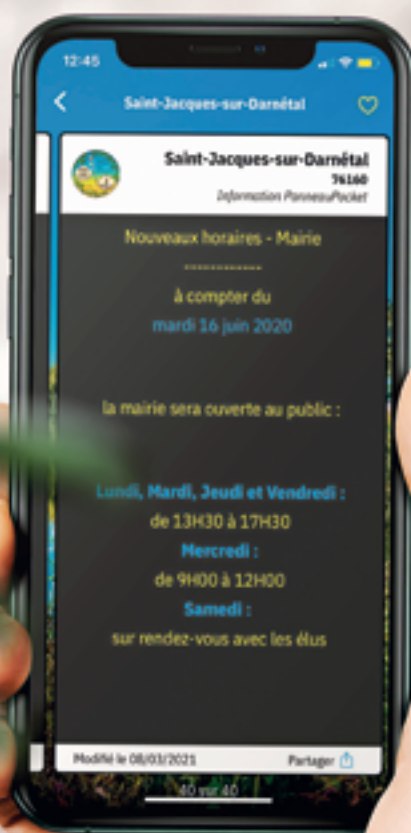 12:45
Saint-Jacques-sur-Darnétal
Saint-Jacques-sur-Darnétal
76160
Information PanneauPocket
Nouveaux horaires - Mairie
------------
à compter du
mardi 16 juin 2020
la mairie sera ouverte au public :
Lundi, Mardi, Jeudi et Vendredi :
de 13H30 à 17H30
Mercredi :
de 9H00 à 12H00
Samedi :
sur rendez-vous avec les élus
Modifié le 08/03/2021 Partager
40 sur 40